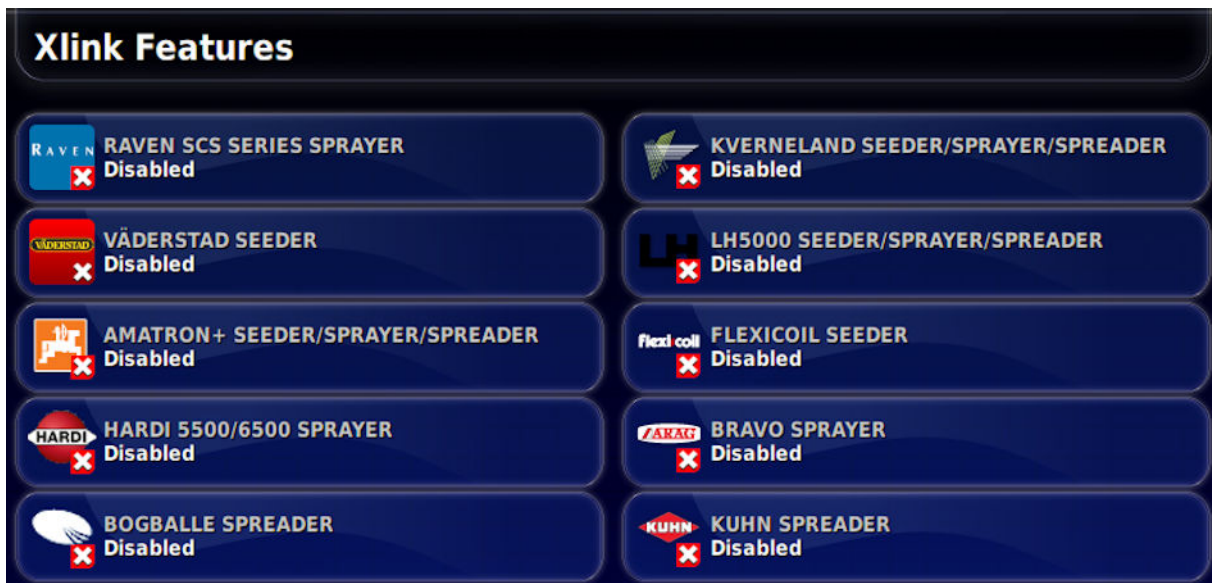 Xlink Features
RAVEN
RAVEN SCS SERIES SPRAYER
Disabled
KVERNELAND SEEDER/SPRAYER/SPREADER
Disabled
VÄDERSTAD
VÄDERSTAD SEEDER
Disabled
LH
LH5000 SEEDER/SPRAYER/SPREADER
Disabled
AMATRON+ SEEDER/SPRAYER/SPREADER
Disabled
flexi coil
FLEXICOIL SEEDER
Disabled
HARDI
HARDI 5500/6500 SPRAYER
Disabled
ARAG
BRAVO SPRAYER
Disabled
BOGBALLE SPREADER
Disabled
KUHN
KUHN SPREADER
Disabled